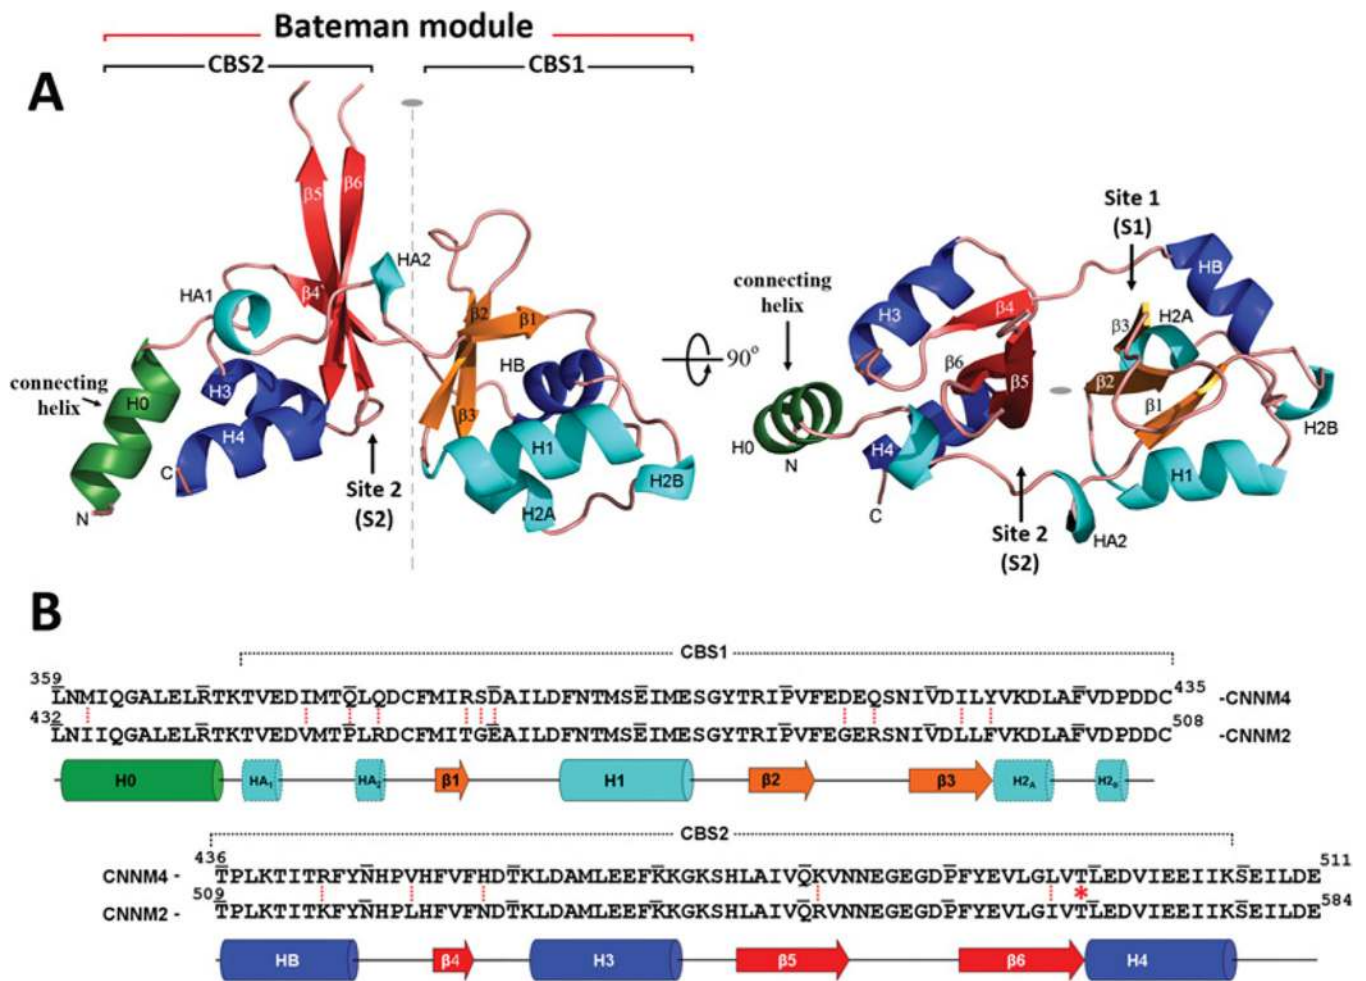 Bateman module
CBS2 CBS1
A
β5 β6
HA2
HA1 β4
β2 β1
HB
H3
β3
connecting
helix
H0
H4
H1
C
H2B
H2A
N
Site 2
(S2)
90°
Site 1
(S1)
connecting
helix
HB
β4
H3
β3 H2A
β6
β5
β2
β1
H0
N
H4
H2B
H1
C
Site 2
(S2)
HA2
B
CBS1
359 LNMIQGALELRTKTVEDIMTQLQDCFMIRSDAILDFNTMSEIMESGYTRIPVFEDEQSNIVDILYVKDLAFVDPDDC 435 -CNNM4
432 LNIIQGALELRTKTVEDVMTPLRDCFMITGEAILDFNTMSEIMESGYTRIPVFEGERSNIVDLLFVKDLAFVDPDDC 508 -CNNM2
H0 HA1 HA2 β1 H1 β2 β3 H2A H2B
CBS2
436 511
CNNM4 - TPLKTITRFYNHPVHFVFHDTKLDAMLEEFKKGKSHLAIVQKVNNEGEGDPFYEVLGLVTLEDVIEEIIKSEILDE
509 *
CNNM2 - TPLKTITKFYNHPLHFVFNDTKLDAMLEEFKKGKSHLAIVQRVNNEGEGDPFYEVLGIVTLEDVIEEIIKSEILDE 584
HB β4 H3 β5 β6 H4